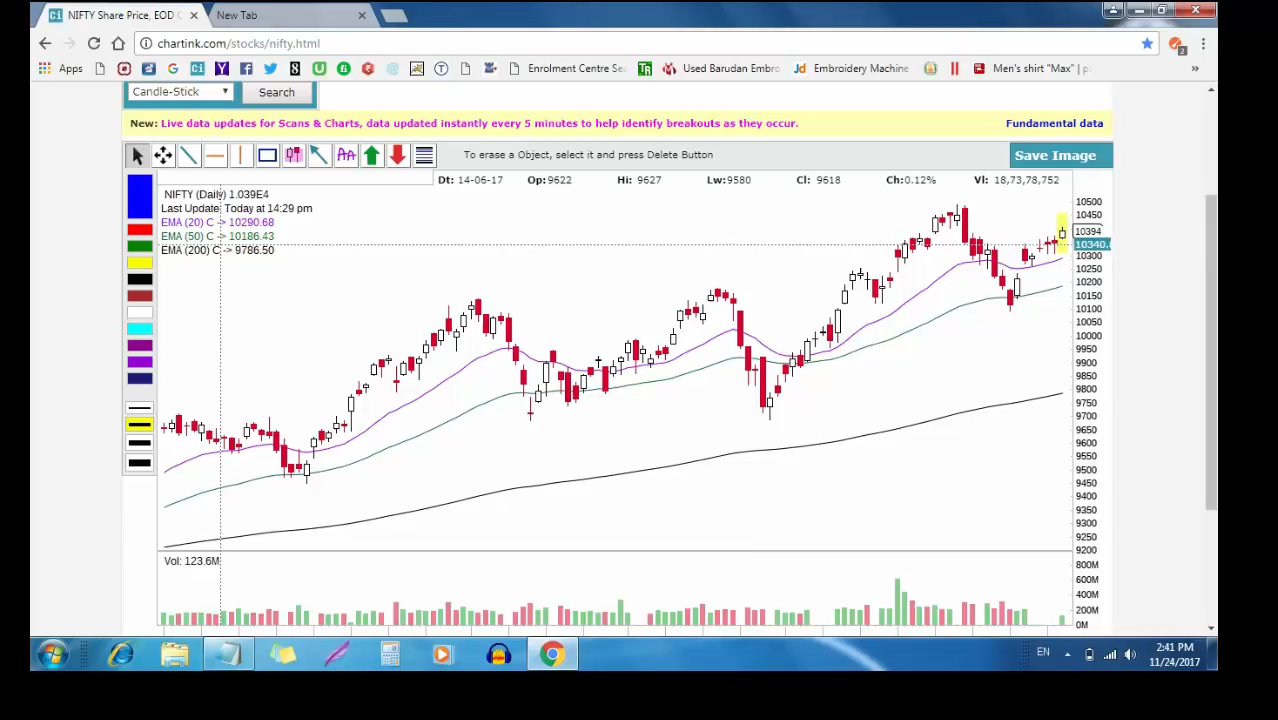 NIFTY Share Price, EOD
New Tab
chartink.com/stocks/nifty.html
Apps
Enrolment Centre Se
Used Barudan Embro
Embroidery Machine
Men's shirt "Max" | p
Candle-Stick
Search
New: Live data updates for Scans & Charts, data updated instantly every 5 minutes to help identify breakouts as they occur.
Fundamental data
To erase a Object, select it and press Delete Button
Save Image
Dt: 14-06-17 Op:9622 Hi: 9627 Lw:9580 Cl: 9618 Ch:0.12% Vl: 18,73,78,752
NIFTY (Daily) 1.039E4
Last Update: Today at 14:29 pm
EMA (20) C -> 10290.68
EMA (50) C -> 10186.43
EMA (200) C -> 9786.50
10500
10450
10394
10340.
10300
10250
10200
10150
10100
10050
10000
9950
9900
9850
9800
9750
9700
9650
9600
9550
9500
9450
9400
9350
9300
9250
9200
Vol: 123.6M
800M
600M
400M
200M
0M
EN
2:41 PM
11/24/2017